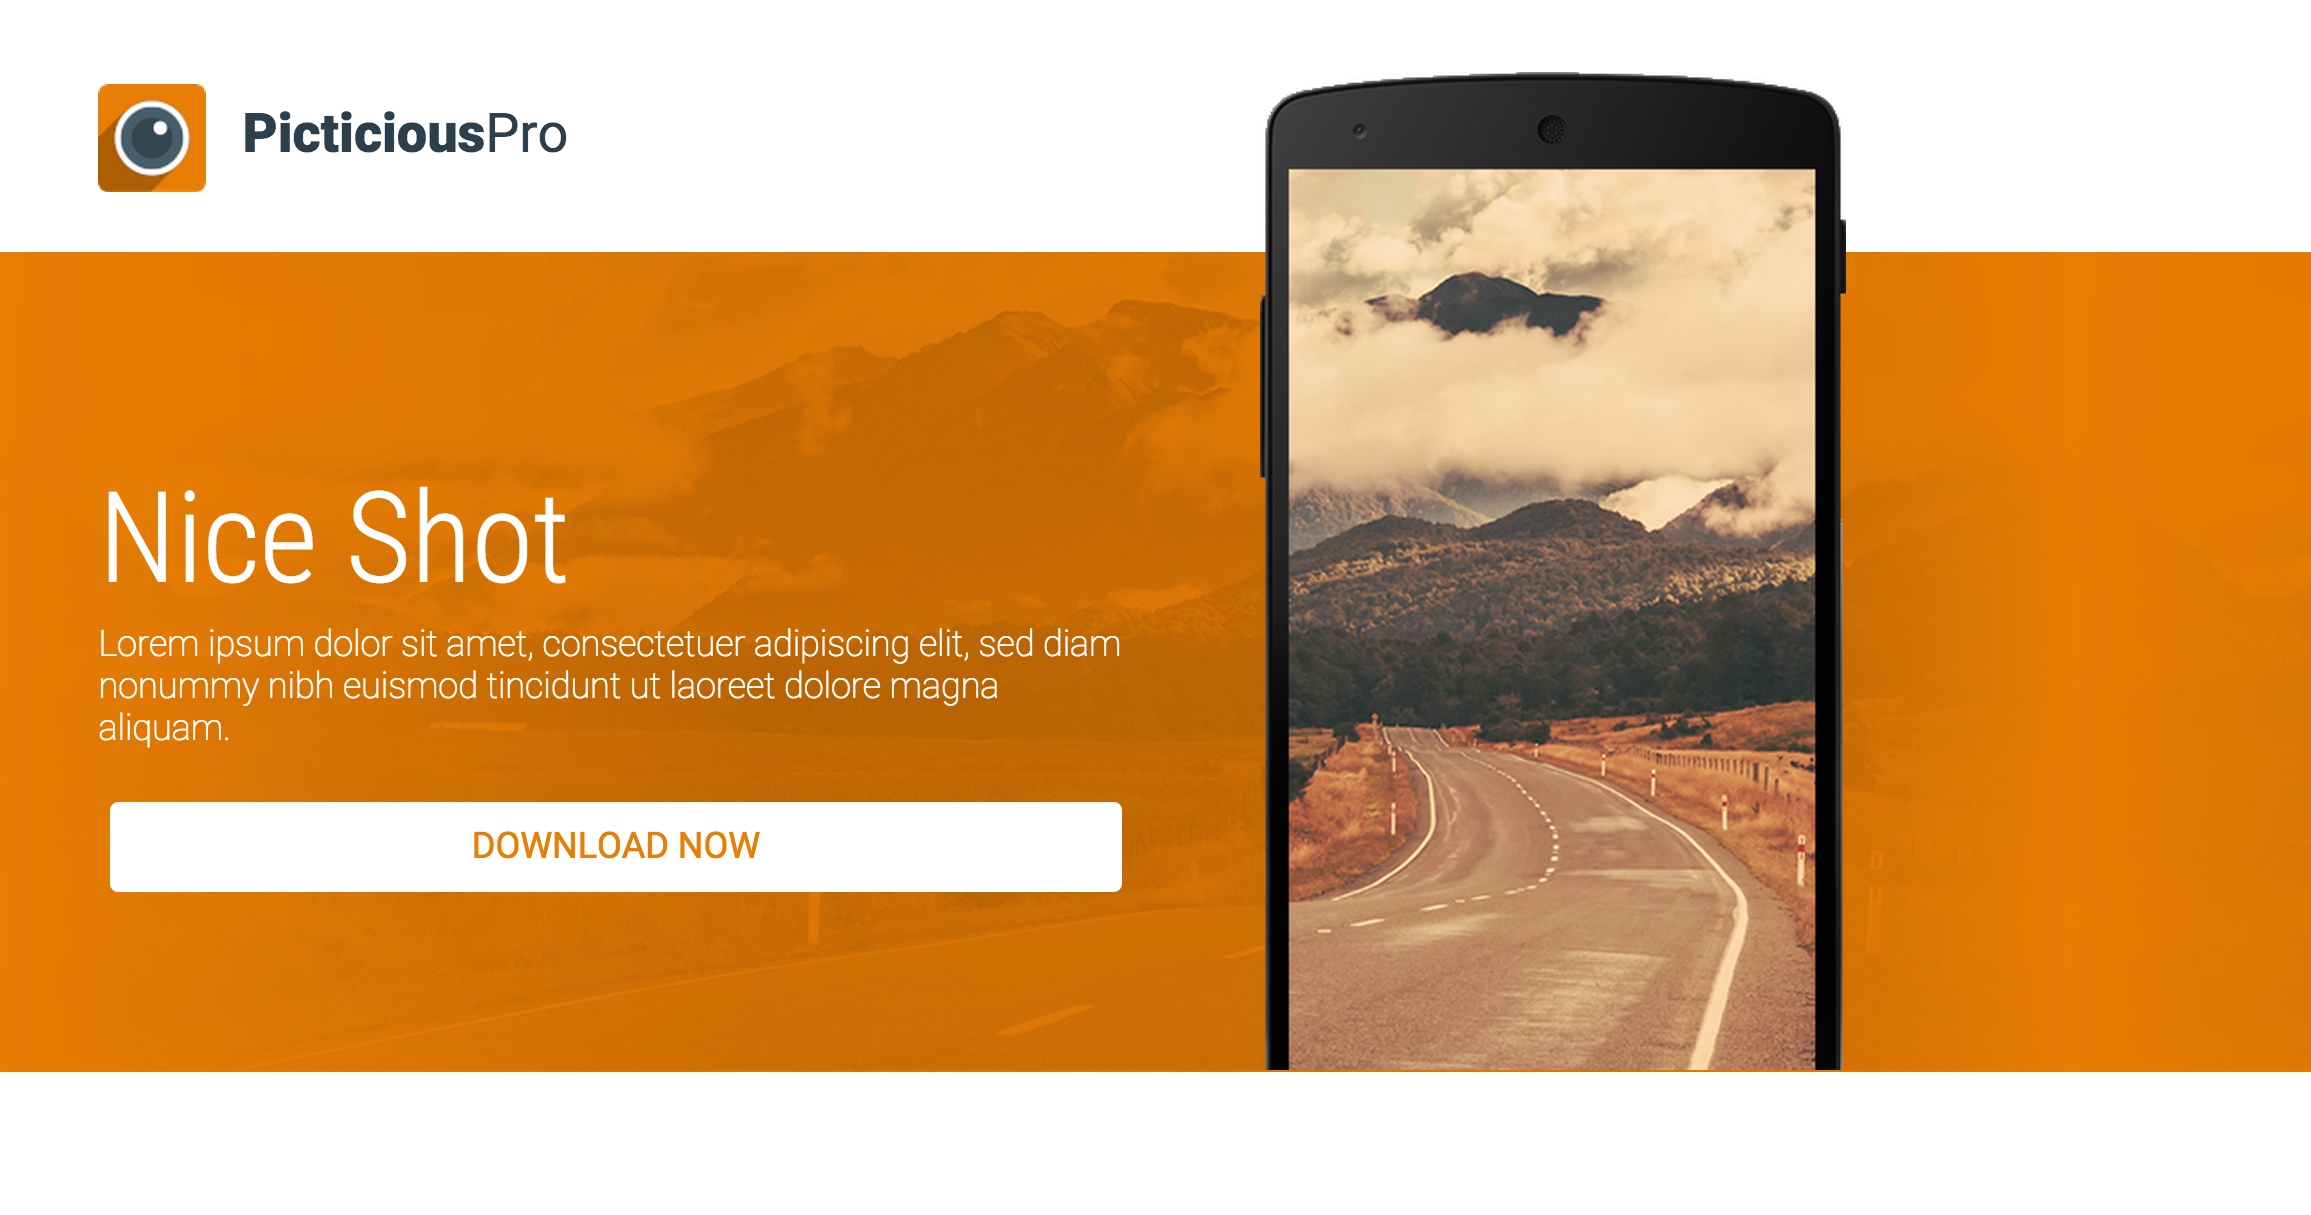 PicticiousPro
Nice Shot
Lorem ipsum dolor sit amet, consectetuer adipiscing elit, sed diam
nonummy nibh euismod tincidunt ut laoreet dolore magna
aliquam.
DOWNLOAD NOW